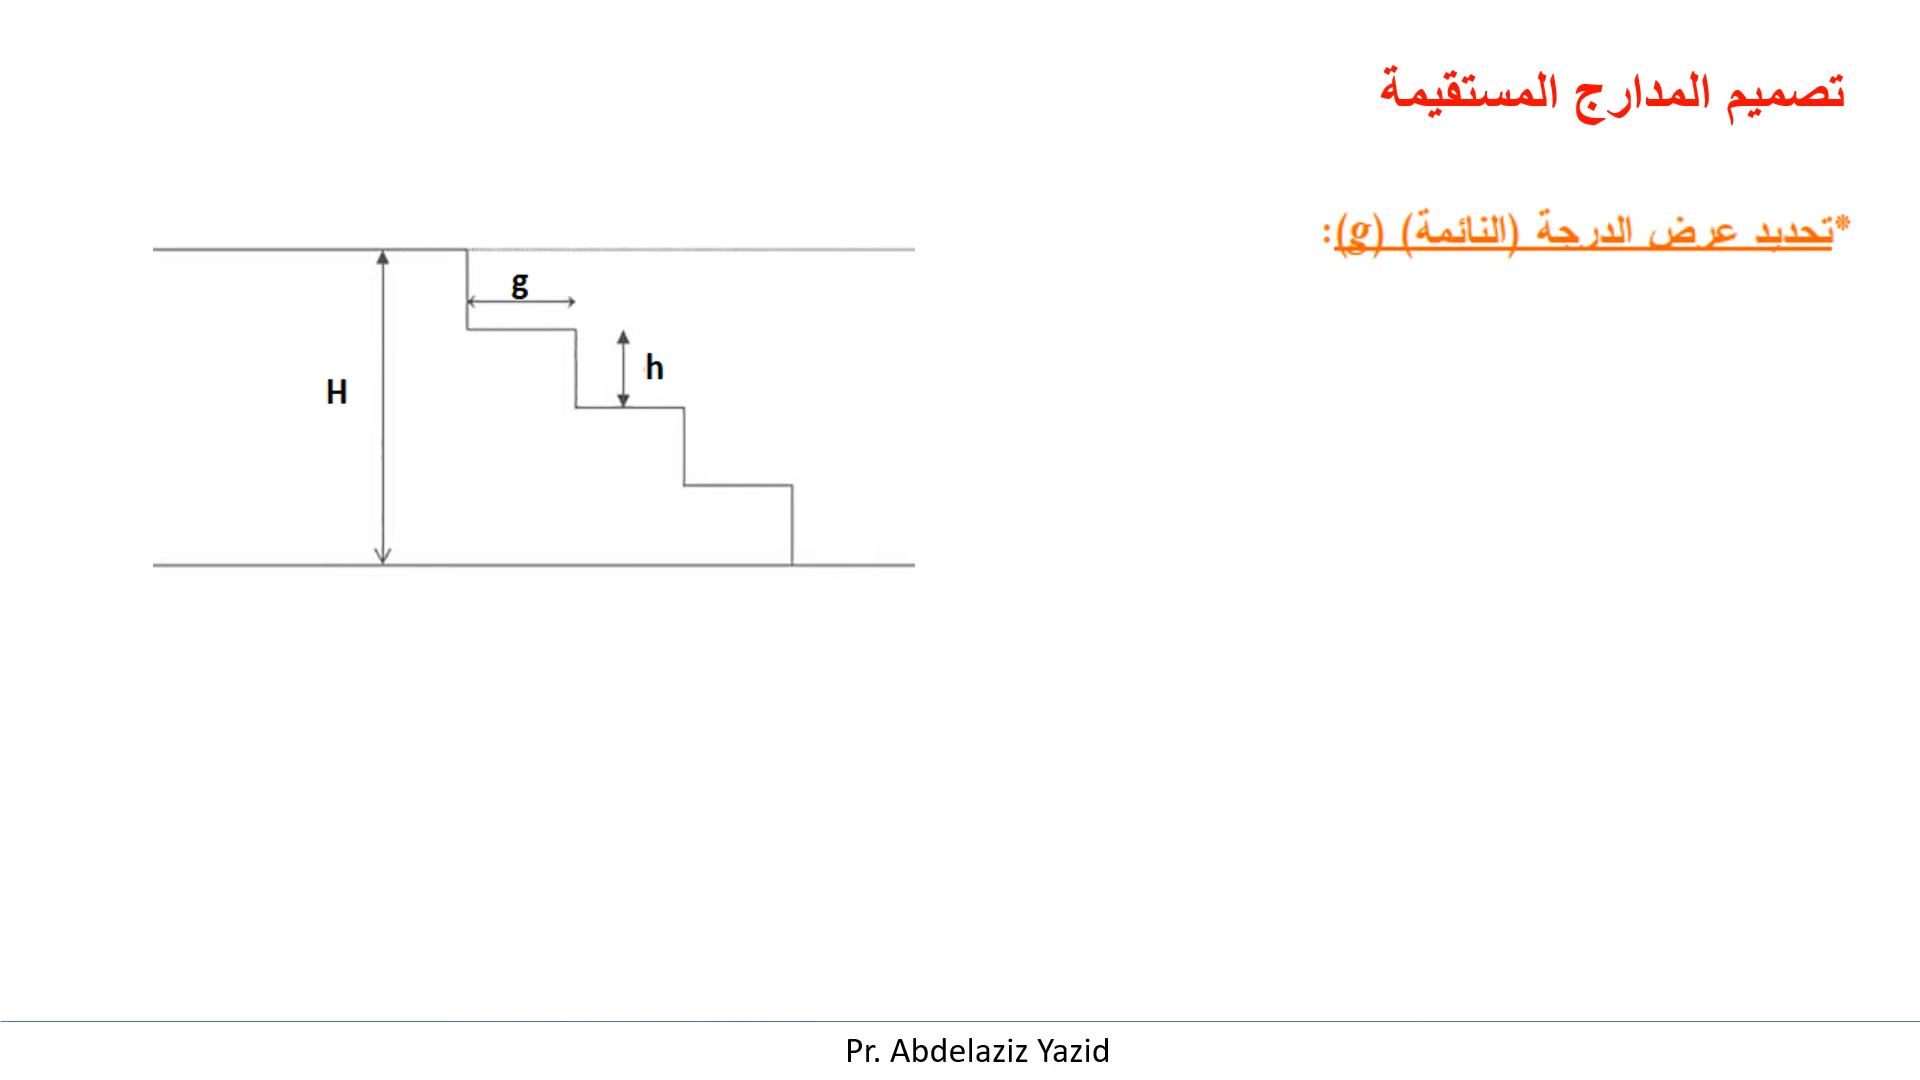 تصميم المدارج المستقيمة
*تحديد عرض الدرجة (النائمة) (g):
g
h
H
Pr. Abdelaziz Yazid